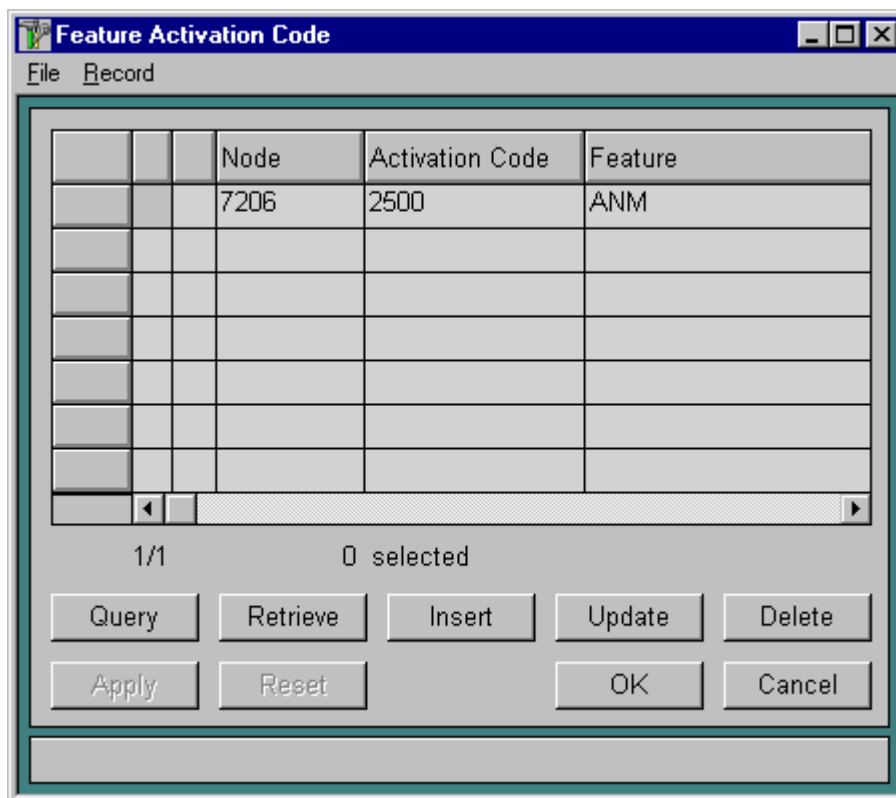 Feature Activation Code
File Record
Node Activation Code Feature
7206 2500 ANM
1/1 0 selected
Query Retrieve Insert Update Delete
Apply Reset OK Cancel